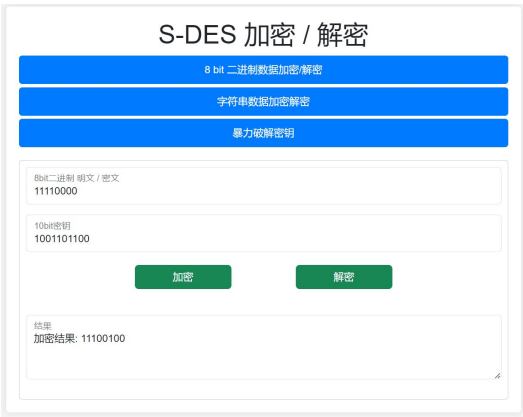 S-DES 加密 / 解密
8 bit 二进制数据加密/解密
字符串数据加密解密
暴力破解密钥
8bit二进制 明文 / 密文
11110000
10bit密钥
1001101100
加密 解密
结果
加密结果: 11100100